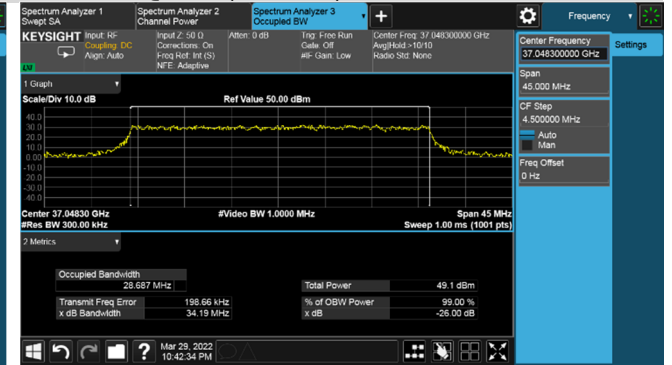 Spectrum Analyzer 1
Swept SA
Spectrum Analyzer 2
Channel Power
Spectrum Analyzer 3
Occupied BW
Frequency
KEYSIGHT
Input: RF
Coupling: DC
Align: Auto
Input Z: 50 Ω
Corrections: On
Freq Ref: Int (S)
NFE: Adaptive
Atten: 0 dB
Trig: Free Run
Gate: Off
#IF Gain: Low
Center Freq: 37.048300000 GHz
Avg|Hold:>10/10
Radio Std: None
Center Frequency
37.048300000 GHz
Settings
Span
45.000 MHz
CF Step
4.500000 MHz
Auto
Man
Freq Offset
0 Hz
1 Graph
Scale/Div 10.0 dB
Ref Value 50.00 dBm
40.0
30.0
20.0
10.0
0.00
-10.0
-20.0
-30.0
-40.0
Center 37.04830 GHz
#Video BW 1.0000 MHz
Span 45 MHz
#Res BW 300.00 kHz
Sweep 1.00 ms (1001 pts)
2 Metrics
Occupied Bandwidth
28.687 MHz
Total Power
49.1 dBm
Transmit Freq Error
198.66 kHz
% of OBW Power
99.00 %
x dB Bandwidth
34.19 MHz
x dB
-26.00 dB
?
Mar 29, 2022
10:42:34 PM